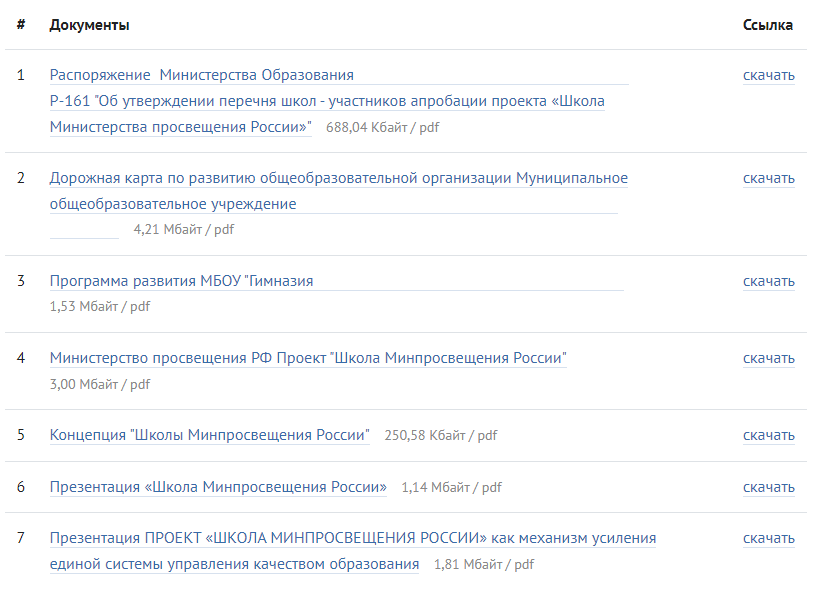 # Документы Ссылка
1 Распоряжение Министерства Образования скачать
Р-161 "Об утверждении перечня школ - участников апробации проекта «Школа
Министерства просвещения России»" 688,04 Кбайт / pdf
2 Дорожная карта по развитию общеобразовательной организации Муниципальное скачать
общеобразовательное учреждение
4,21 Мбайт / pdf
3 Программа развития МБОУ "Гимназия скачать
1,53 Мбайт / pdf
4 Министерство просвещения РФ Проект "Школа Минпросвещения России" скачать
3,00 Мбайт / pdf
5 Концепция "Школы Минпросвещения России" 250,58 Кбайт / pdf скачать
6 Презентация «Школа Минпросвещения России» 1,14 Мбайт / pdf скачать
7 Презентация ПРОЕКТ «ШКОЛА МИНПРОСВЕЩЕНИЯ РОССИИ» как механизм усиления скачать
единой системы управления качеством образования 1,81 Мбайт / pdf